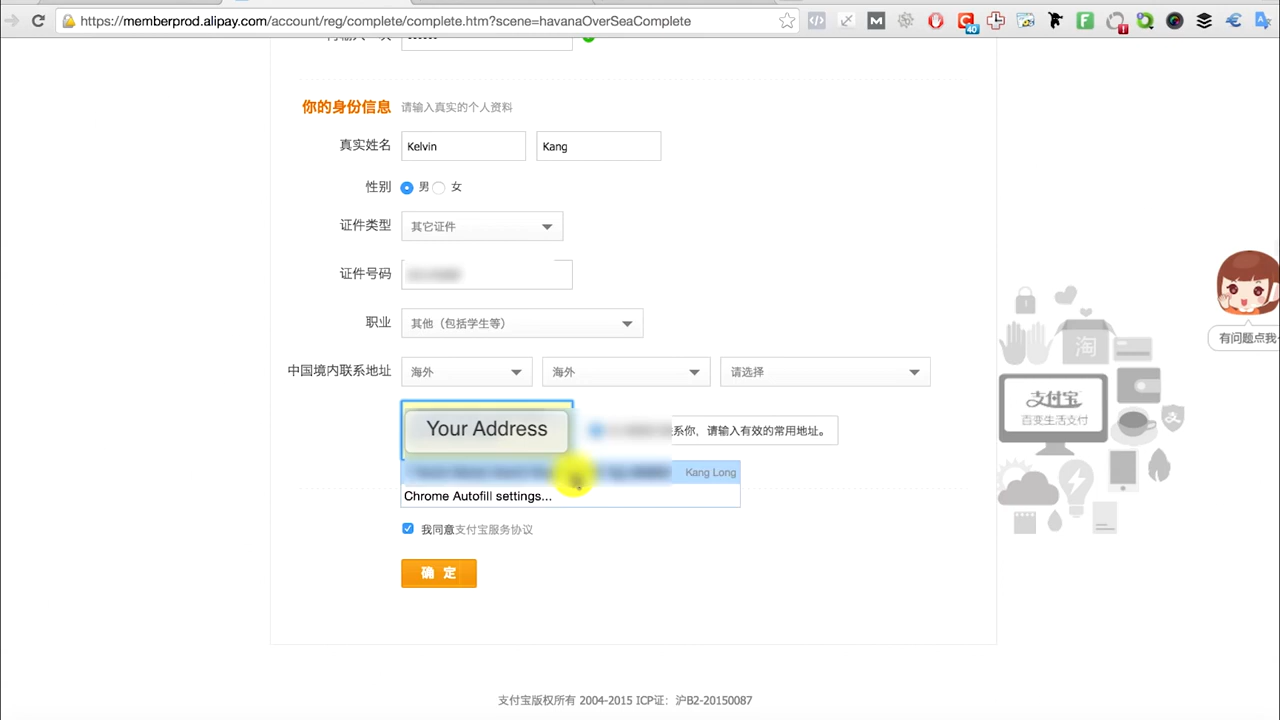 https://memberprod.alipay.com/account/reg/complete/complete.htm?scene=havanaOverSeaComplete
M
F
40
1
你的身份信息 请输入真实的个人资料
真实姓名 Kelvin Kang
性别 男 女
证件类型 其它证件
证件号码
职业 其他（包括学生等）
中国境内联系地址 海外 海外 请选择
Your Address
系你，请输入有效的常用地址。
Kang Long
Chrome Autofill settings...
我同意支付宝服务协议
确 定
淘
支付宝
百变生活支付
支
有问题点我
支付宝版权所有 2004-2015 ICP证：沪B2-20150087